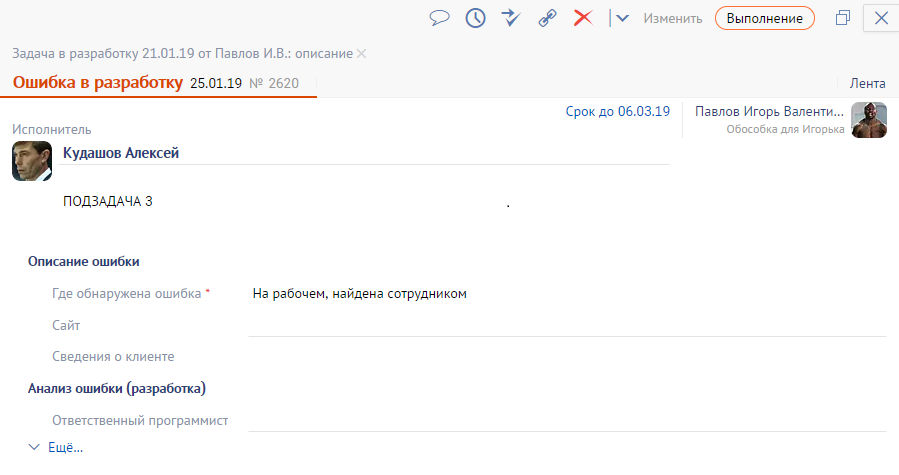 Изменить Выполнение
Задача в разработку 21.01.19 от Павлов И.В.: описание
Ошибка в разработку 25.01.19 № 2620 Лента
Срок до 06.03.19 Павлов Игорь Валенти...
Обособка для Игорька
Исполнитель
Кудашов Алексей
ПОДЗАДАЧА 3 .
Описание ошибки
Где обнаружена ошибка * На рабочем, найдена сотрудником
Сайт
Сведения о клиенте
Анализ ошибки (разработка)
Ответственный программист
Ещё...